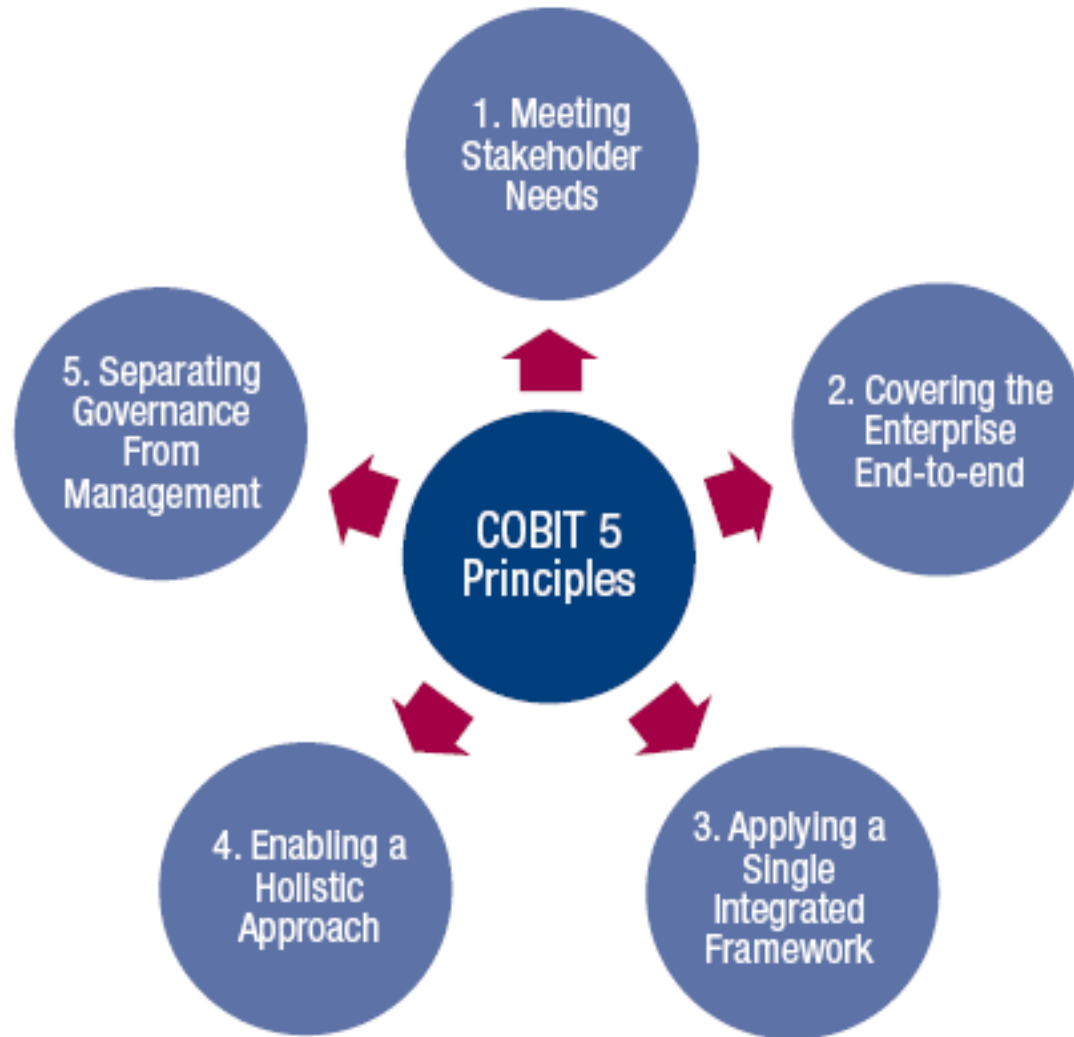 1. Meeting
Stakeholder
Needs
2. Covering the
Enterprise
End-to-end
3. Applying a
Single
Integrated
Framework
4. Enabling a
Holistic
Approach
5. Separating
Governance
From
Management
COBIT 5
Principles